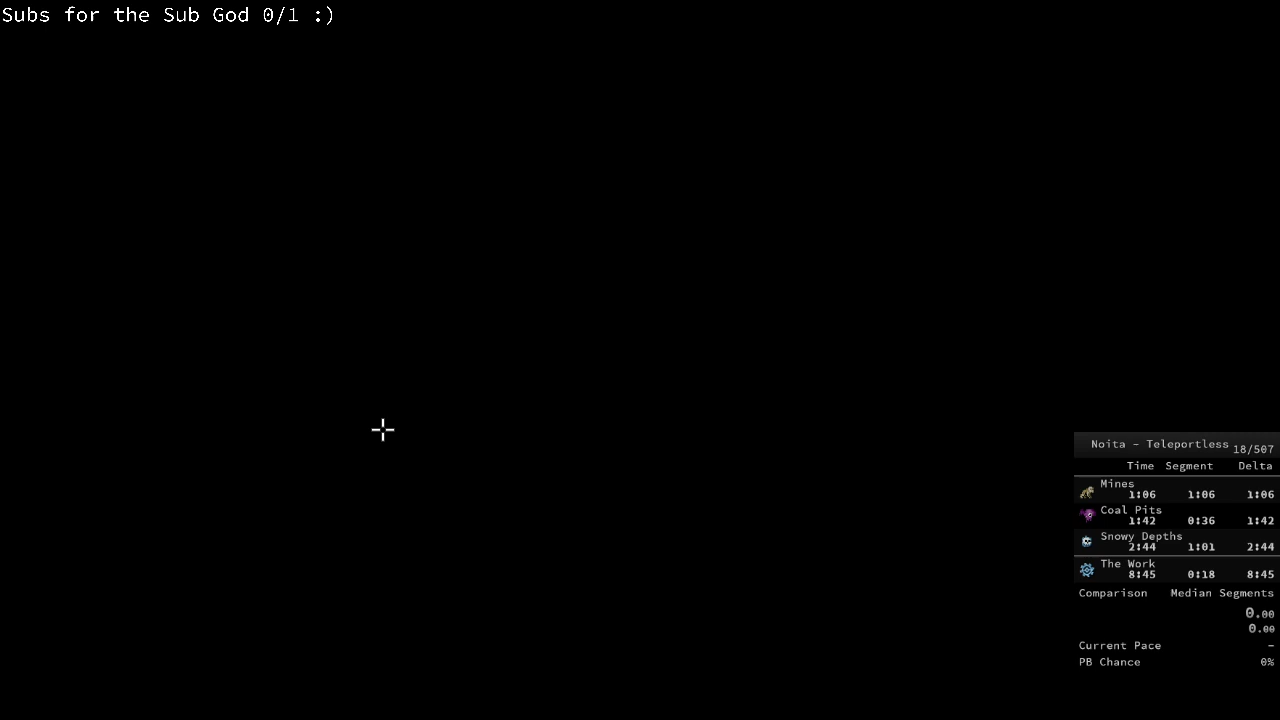 Subs for the Sub God 0/1 :)
Noita - Teleportless 18/507
Time Segment Delta
Mines
1:06 1:06 1:06
Coal Pits
1:42 0:36 1:42
Snowy Depths
2:44 1:01 2:44
The Work
8:45 0:18 8:45
Comparison Median Segments
0.00
0.00
Current Pace –
PB Chance 0%